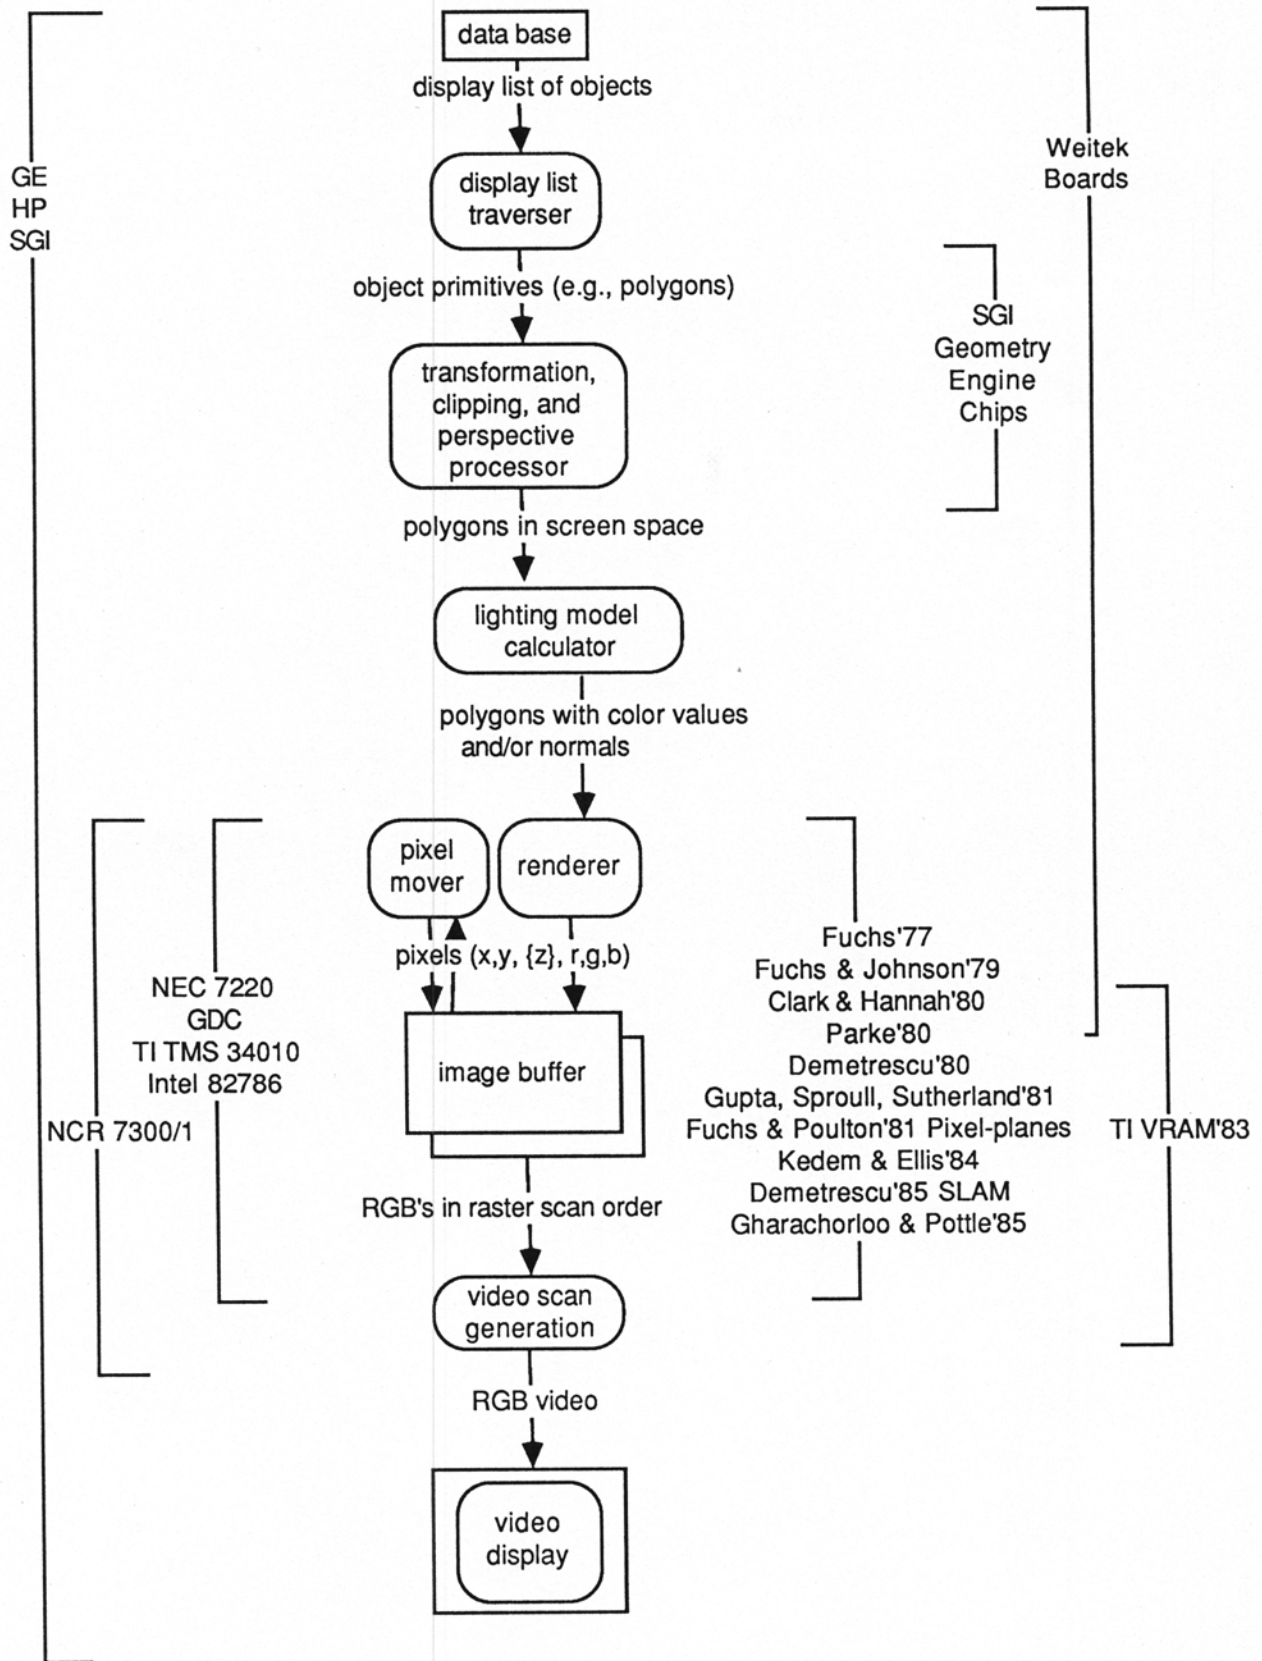 data base
display list of objects
GE
HP
SGI
Weitek
Boards
display list
traverser
object primitives (e.g., polygons)
SGI
Geometry
Engine
Chips
transformation,
clipping, and
perspective
processor
polygons in screen space
lighting model
calculator
polygons with color values
and/or normals
pixel
mover
renderer
pixels (x,y, {z}, r,g,b)
NEC 7220
GDC
TI TMS 34010
Intel 82786
NCR 7300/1
image buffer
Fuchs'77
Fuchs & Johnson'79
Clark & Hannah'80
Parke'80
Demetrescu'80
Gupta, Sproull, Sutherland'81
Fuchs & Poulton'81 Pixel-planes
Kedem & Ellis'84
Demetrescu'85 SLAM
Gharachorloo & Pottle'85
TI VRAM'83
RGB's in raster scan order
video scan
generation
RGB video
video
display